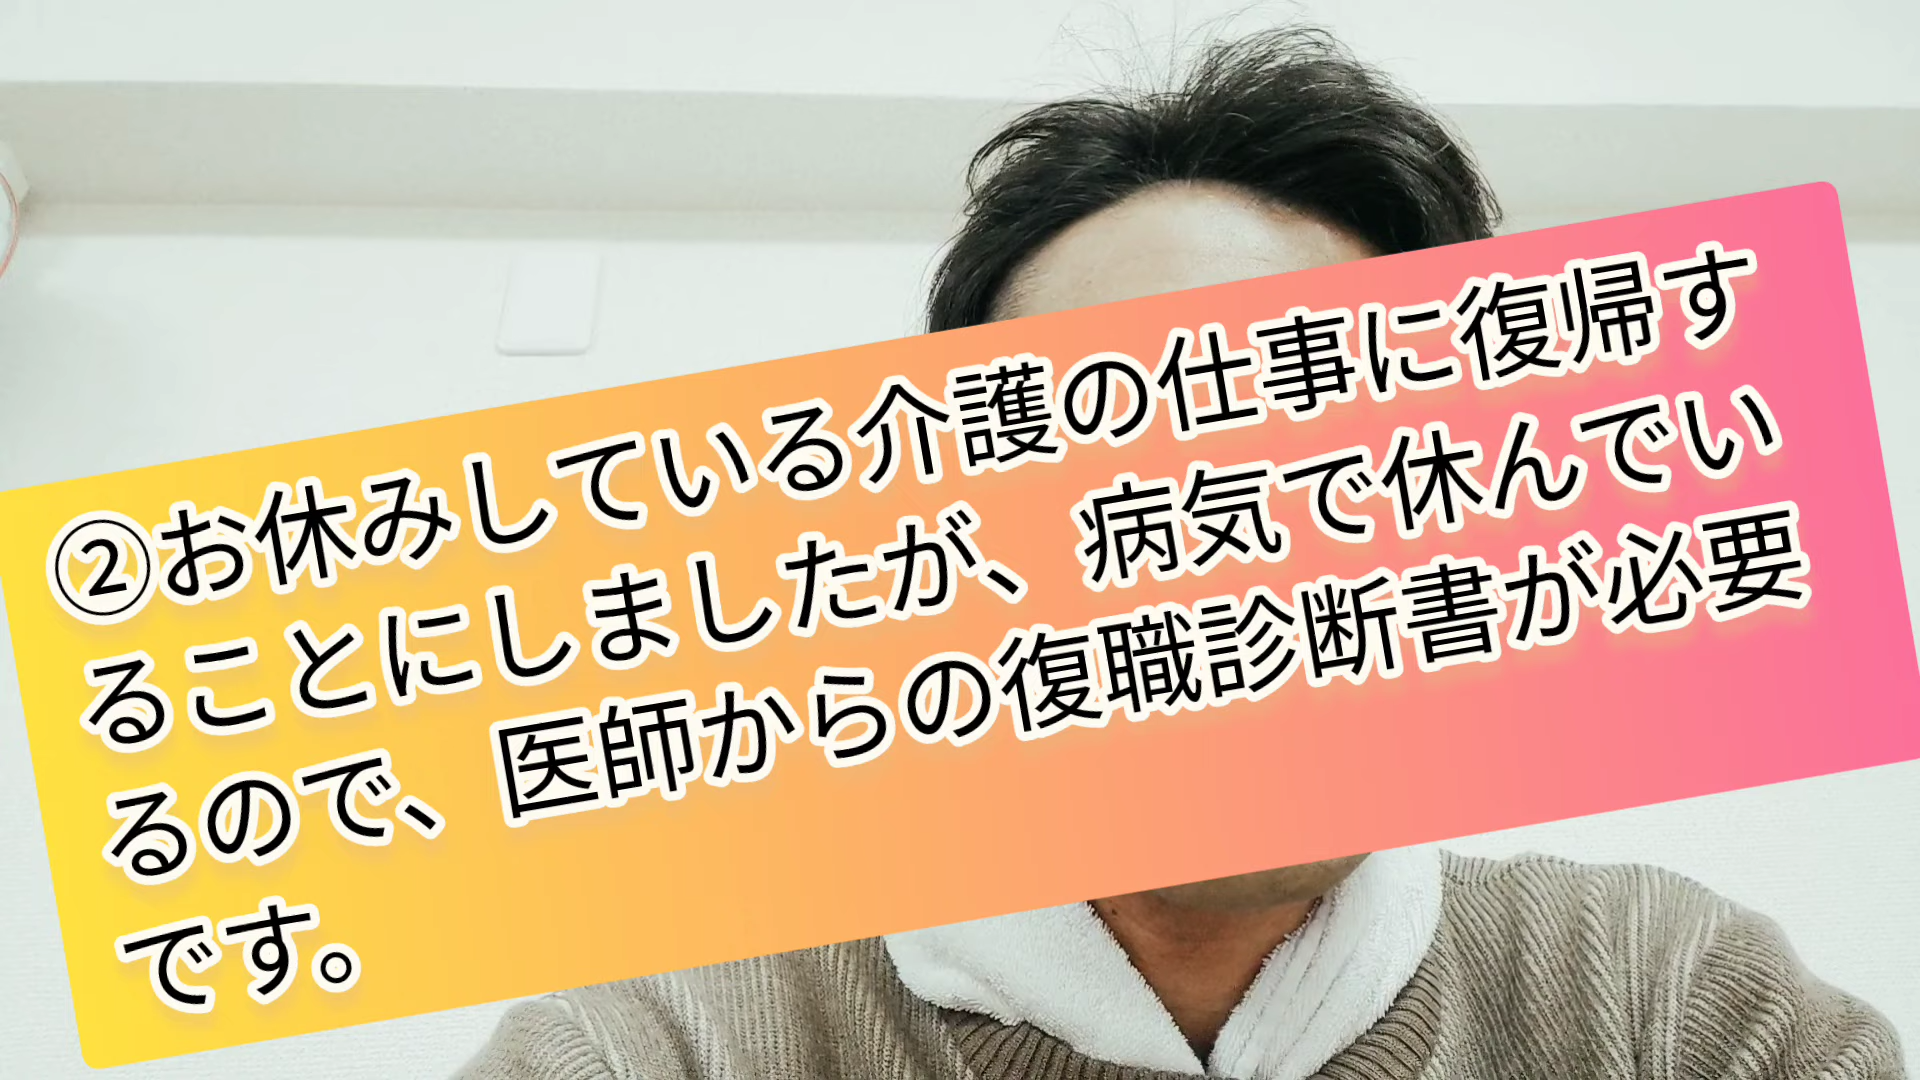 ②お休みしている介護の仕事に復帰す
ることにしましたが、病気で休んでい
るので、医師からの復職診断書が必要
です。